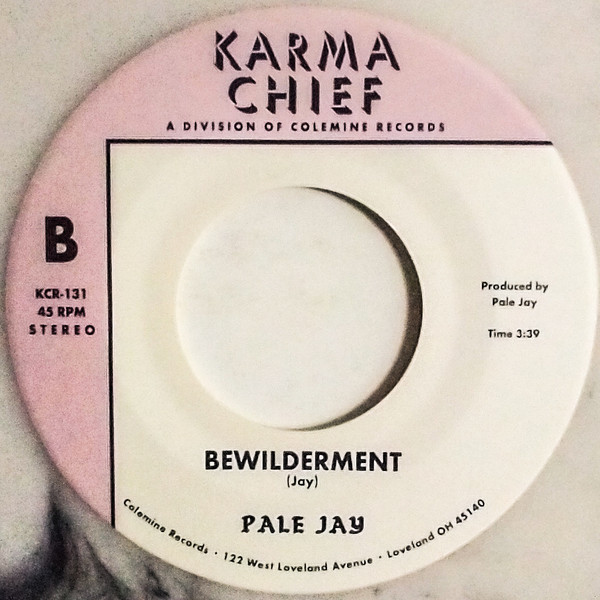 KARMA
CHIEF
A DIVISION OF COLEMINE RECORDS
B
KCR-131
45 RPM
STEREO
Produced by
Pale Jay
Time 3:39
BEWILDERMENT
(Jay)
PALE JAY
Colemine Records · 122 West Loveland Avenue · Loveland OH 45140